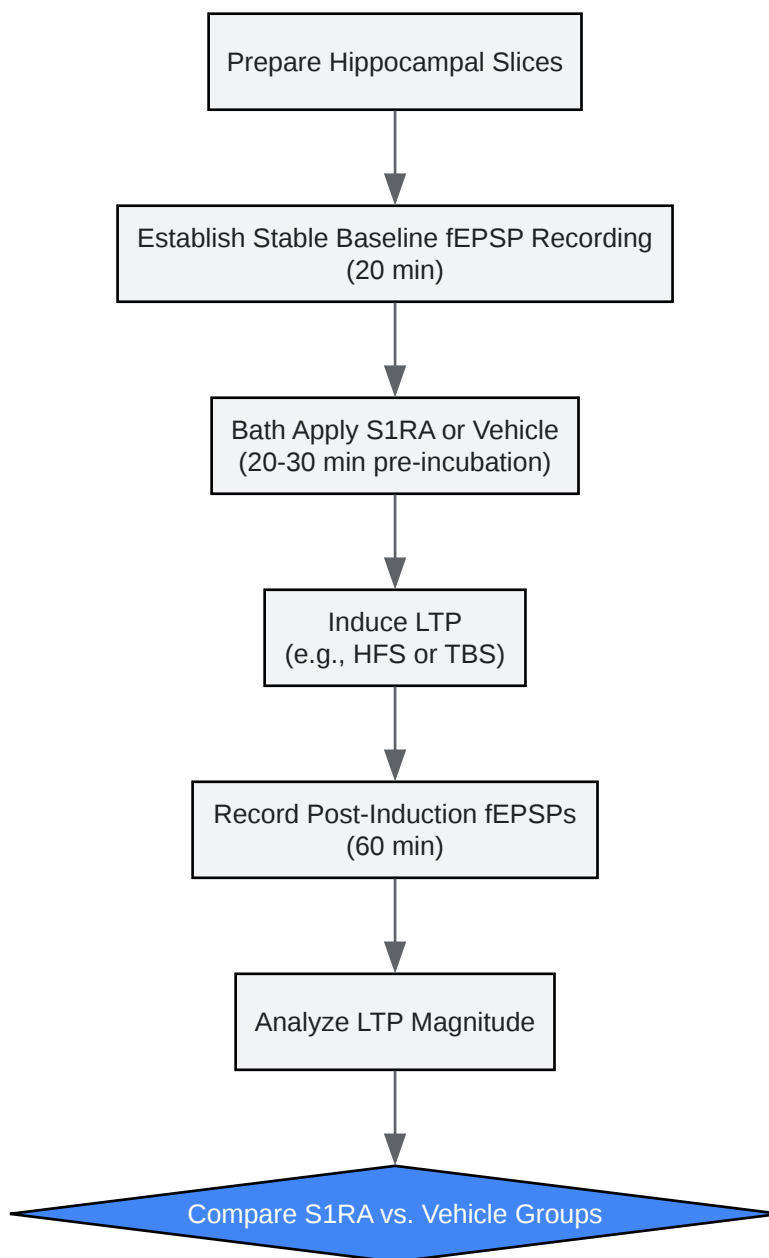 Prepare Hippocampal Slices
Establish Stable Baseline fEPSP Recording
(20 min)
Bath Apply S1RA or Vehicle
(20-30 min pre-incubation)
Induce LTP
(e.g., HFS or TBS)
Record Post-Induction fEPSPs
(60 min)
Analyze LTP Magnitude
Compare S1RA vs. Vehicle Groups